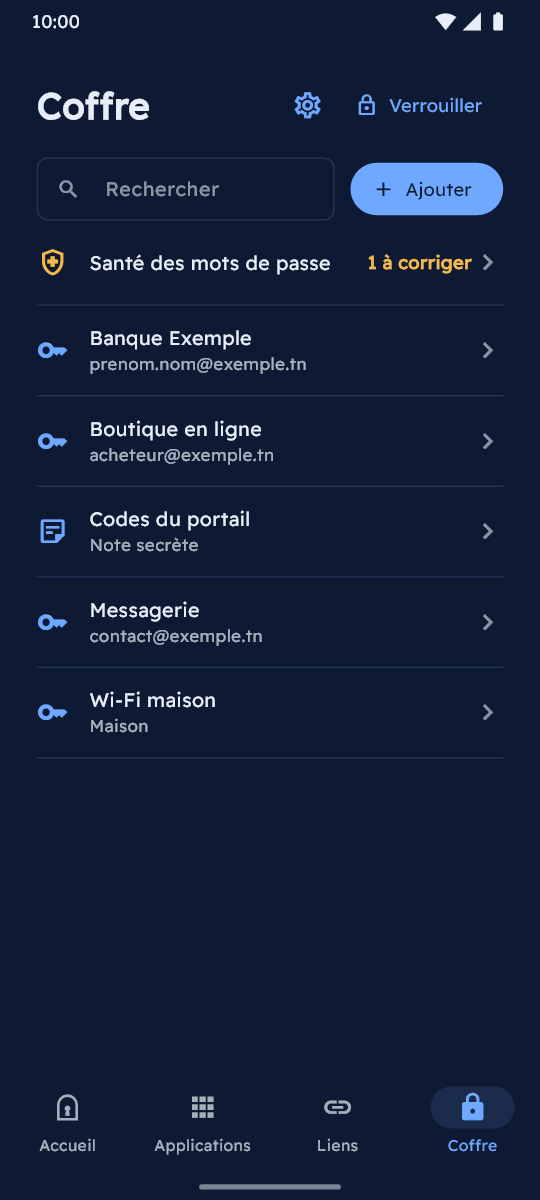 10:00
Coffre
Verrouiller
Rechercher
Ajouter
Santé des mots de passe
1 à corriger
Banque Exemple
prenom.nom@exemple.tn
Boutique en ligne
acheteur@exemple.tn
Codes du portail
Note secrète
Messagerie
contact@exemple.tn
Wi-Fi maison
Maison
Accueil
Applications
Liens
Coffre